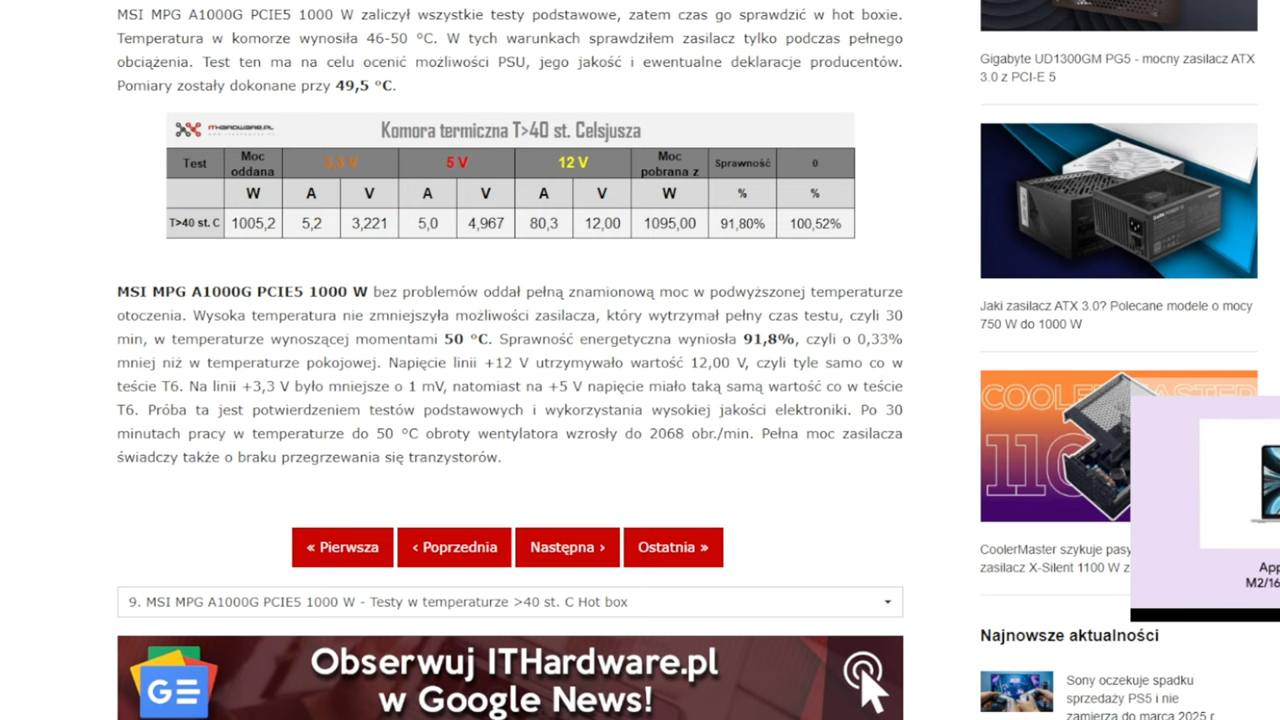 MSI MPG A1000G PCIE5 1000 W zaliczył wszystkie testy podstawowe, zatem czas go sprawdzić w hot boxie.
Temperatura w komorze wynosiła 46-50 °C. W tych warunkach sprawdziłem zasilacz tylko podczas pełnego
obciążenia. Test ten ma na celu ocenić możliwości PSU, jego jakość i ewentualne deklaracje producentów.
Pomiary zostały dokonane przy 49,5 °C.
ITHARDWARE.PL
Komora termiczna T>40 st. Celsjusza
Test Moc oddana 3,3 V 5 V 12 V Moc pobrana z Sprawność 0
W A V A V A V W % %
T>40 st. C 1005,2 5,2 3,221 5,0 4,967 80,3 12,00 1095,00 91,80% 100,52%
MSI MPG A1000G PCIE5 1000 W bez problemów oddał pełną znamionową moc w podwyższonej temperaturze
otoczenia. Wysoka temperatura nie zmniejszyła możliwości zasilacza, który wytrzymał pełny czas testu, czyli 30
min, w temperaturze wynoszącej momentami 50 °C. Sprawność energetyczna wyniosła 91,8%, czyli o 0,33%
mniej niż w temperaturze pokojowej. Napięcie linii +12 V utrzymywało wartość 12,00 V, czyli tyle samo co w
teście T6. Na linii +3,3 V było mniejsze o 1 mV, natomiast na +5 V napięcie miało taką samą wartość co w teście
T6. Próba ta jest potwierdzeniem testów podstawowych i wykorzystania wysokiej jakości elektroniki. Po 30
minutach pracy w temperaturze do 50 °C obroty wentylatora wzrosły do 2068 obr./min. Pełna moc zasilacza
świadczy także o braku przegrzewania się tranzystorów.
« Pierwsza ‹ Poprzednia Następna › Ostatnia »
9. MSI MPG A1000G PCIE5 1000 W - Testy w temperaturze >40 st. C Hot box
GE
Obserwuj ITHardware.pl
w Google News!
Gigabyte UD1300GM PG5 - mocny zasilacz ATX
3.0 z PCI-E 5
Jaki zasilacz ATX 3.0? Polecane modele o mocy
750 W do 1000 W
COOLERMASTER
110
CoolerMaster szykuje pasy
zasilacz X-Silent 1100 W z
App
M2/16
Najnowsze aktualności
Sony oczekuje spadku
sprzedaży PS5 i nie
zamierza do marca 2025 r